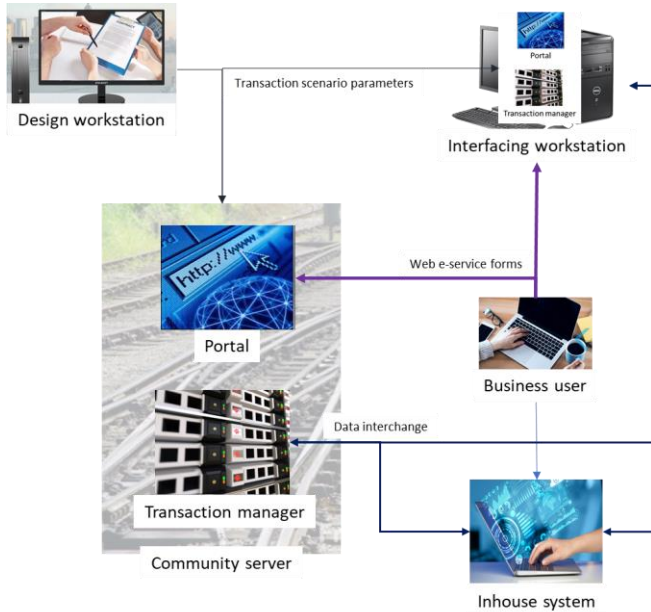 Portal
Transaction manager
Transaction scenario parameters
Design workstation
Interfacing workstation
http://www
Web e-service forms
Portal
Business user
Data interchange
Transaction manager
Community server
Inhouse system